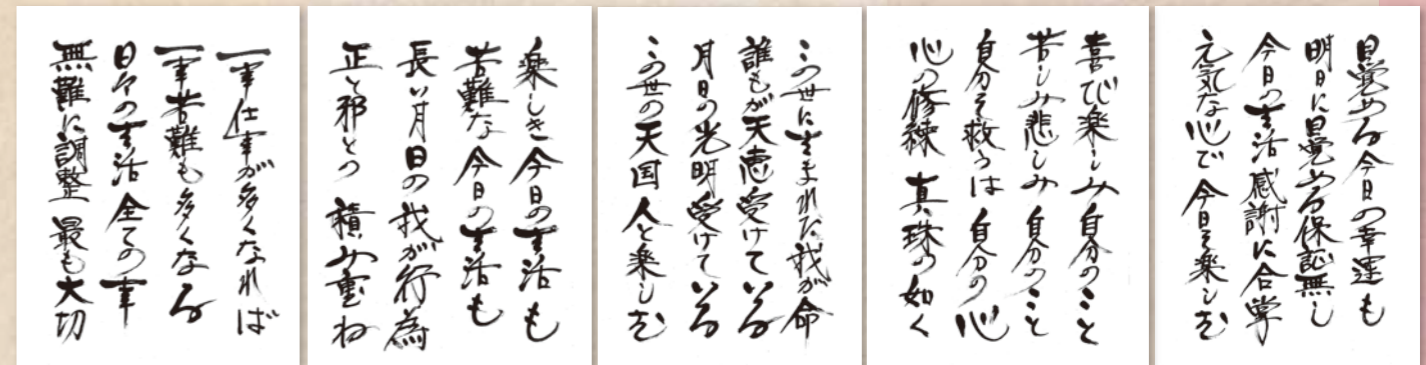 目覚める今日の幸運も
明日に目覚める保証無し
今日の生活感謝に合掌
元気な心で 今日を楽しむ
喜び楽しみ 自分のこと
苦しみ悲しみ 自分のこと
自分を救うは 自分の心
心の修練 真珠の如く
この世に生まれた 我が命
誰もが天恵受けている
月日の光明受けている
この世の天国 人と楽しむ
楽しき今日の生活も
苦難な今日の生活も
長い月日の我が行為
正と邪との 積み重ね
一事仕事が多くなれば
一事苦難も多くなる
日々の生活 全ての事
無難に調整 最も大切